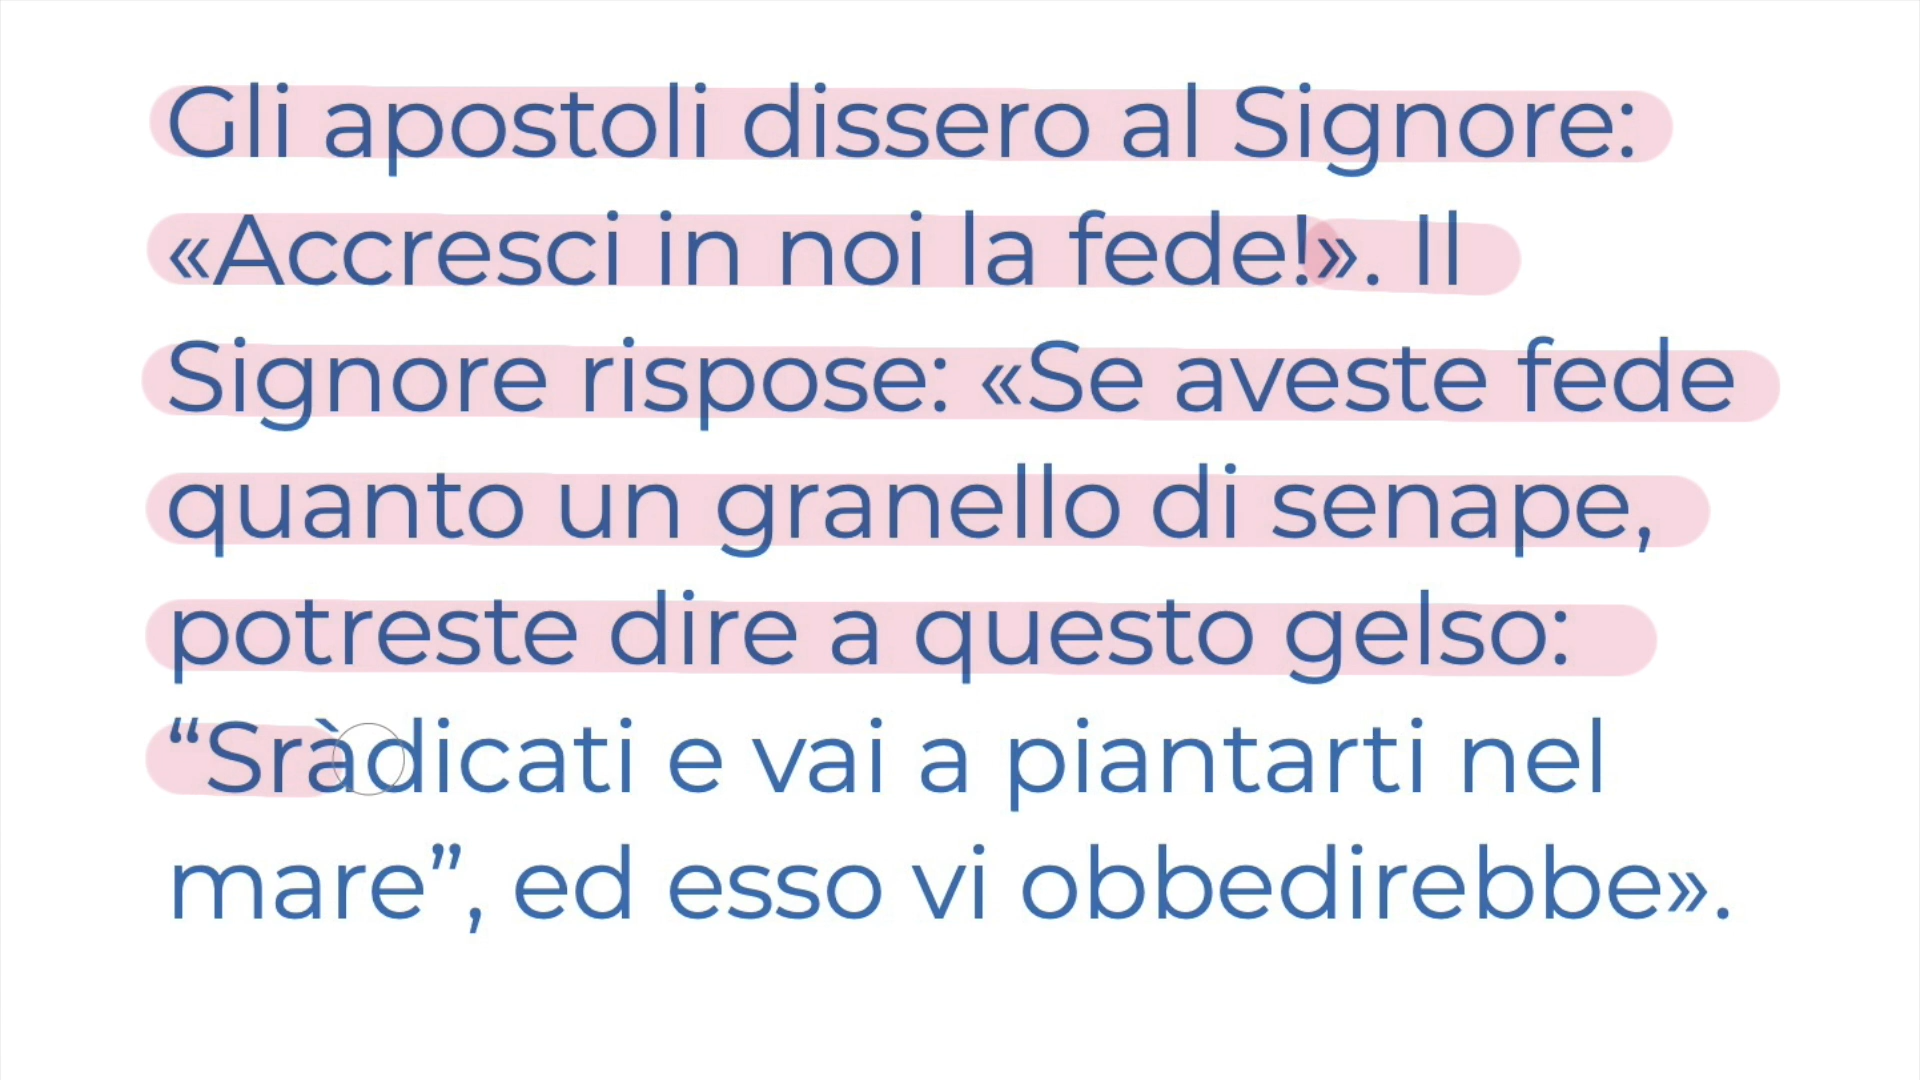 Gli apostoli dissero al Signore:
«Accresci in noi la fede!». Il
Signore rispose: «Se aveste fede
quanto un granello di senape,
potreste dire a questo gelso:
“Sràdicati e vai a piantarti nel
mare”, ed esso vi obbedirebbe».